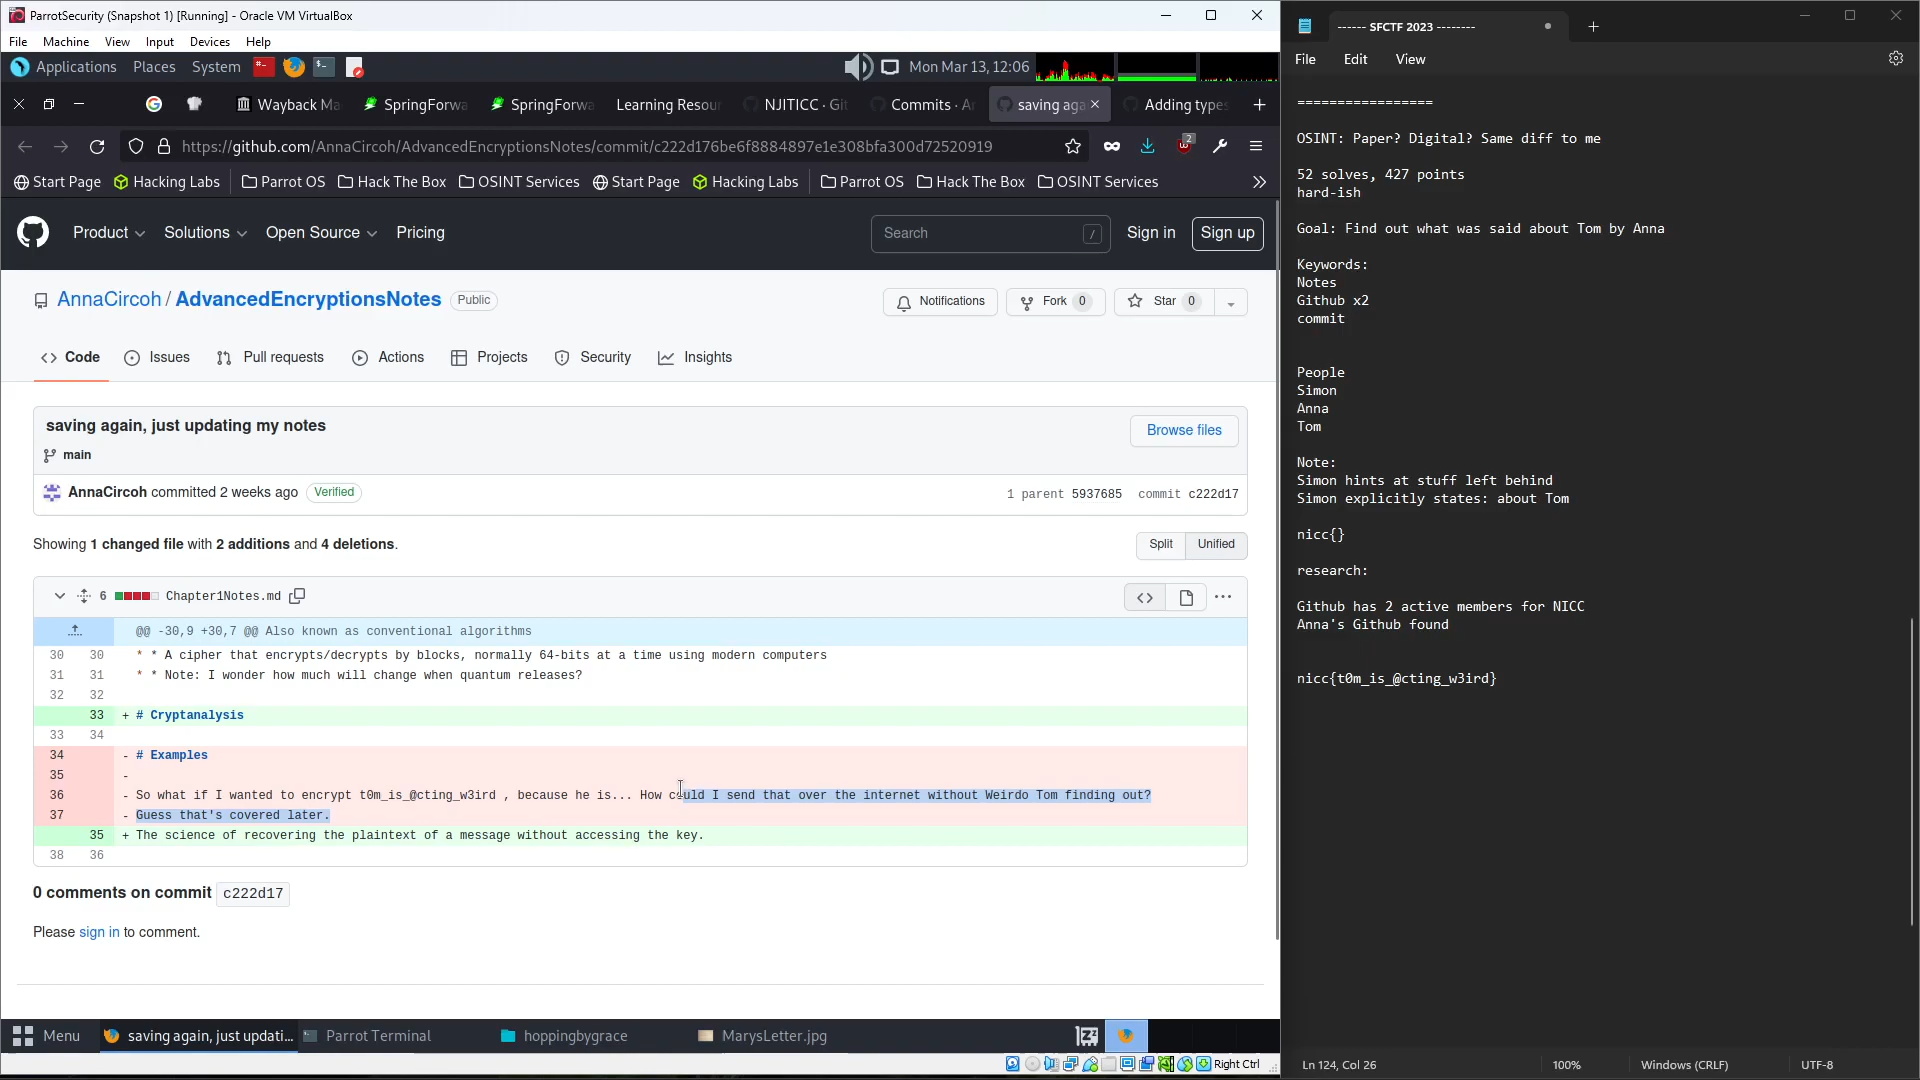 ParrotSecurity (Snapshot 1) [Running] - Oracle VM VirtualBox
File Machine View Input Devices Help
Applications Places System Mon Mar 13, 12:06
Wayback Ma SpringForwa SpringForwa Learning Resou NJITICC · Git Commits · Ar saving aga Adding types
https://github.com/AnnaCircoh/AdvancedEncryptionsNotes/commit/c222d176be6f8884897e1e308bfa300d72520919 2
Start Page Hacking Labs Parrot OS Hack The Box OSINT Services Start Page Hacking Labs Parrot OS Hack The Box OSINT Services
Product Solutions Open Source Pricing Search / Sign in Sign up
AnnaCircoh / AdvancedEncryptionsNotes Public Notifications Fork 0 Star 0
Code Issues Pull requests Actions Projects Security Insights
saving again, just updating my notes
Browse files
main
AnnaCircoh committed 2 weeks ago Verified 1 parent 5937685 commit c222d17
Showing 1 changed file with 2 additions and 4 deletions. Split Unified
6 Chapter1Notes.md
@@ -30,9 +30,7 @@ Also known as conventional algorithms
30 30 * * A cipher that encrypts/decrypts by blocks, normally 64-bits at a time using modern computers
31 31 * * Note: I wonder how much will change when quantum releases?
32 32
33 + # Cryptanalysis
33 34
34 - # Examples
35 -
36 - So what if I wanted to encrypt t0m_is_@cting_w3ird , because he is... How could I send that over the internet without Weirdo Tom finding out?
37 - Guess that's covered later.
35 + The science of recovering the plaintext of a message without accessing the key.
38 36
0 comments on commit c222d17
Please sign in to comment.
Menu saving again, just updati... Parrot Terminal hoppingbygrace MarysLetter.jpg
Right Ctrl
------ SFCTF 2023 --------
File Edit View
=================
OSINT: Paper? Digital? Same diff to me
52 solves, 427 points
hard-ish
Goal: Find out what was said about Tom by Anna
Keywords:
Notes
Github x2
commit
People
Simon
Anna
Tom
Note:
Simon hints at stuff left behind
Simon explicitly states: about Tom
nicc{}
research:
Github has 2 active members for NICC
Anna's Github found
nicc{t0m_is_@cting_w3ird}
Ln 124, Col 26 100% Windows (CRLF) UTF-8